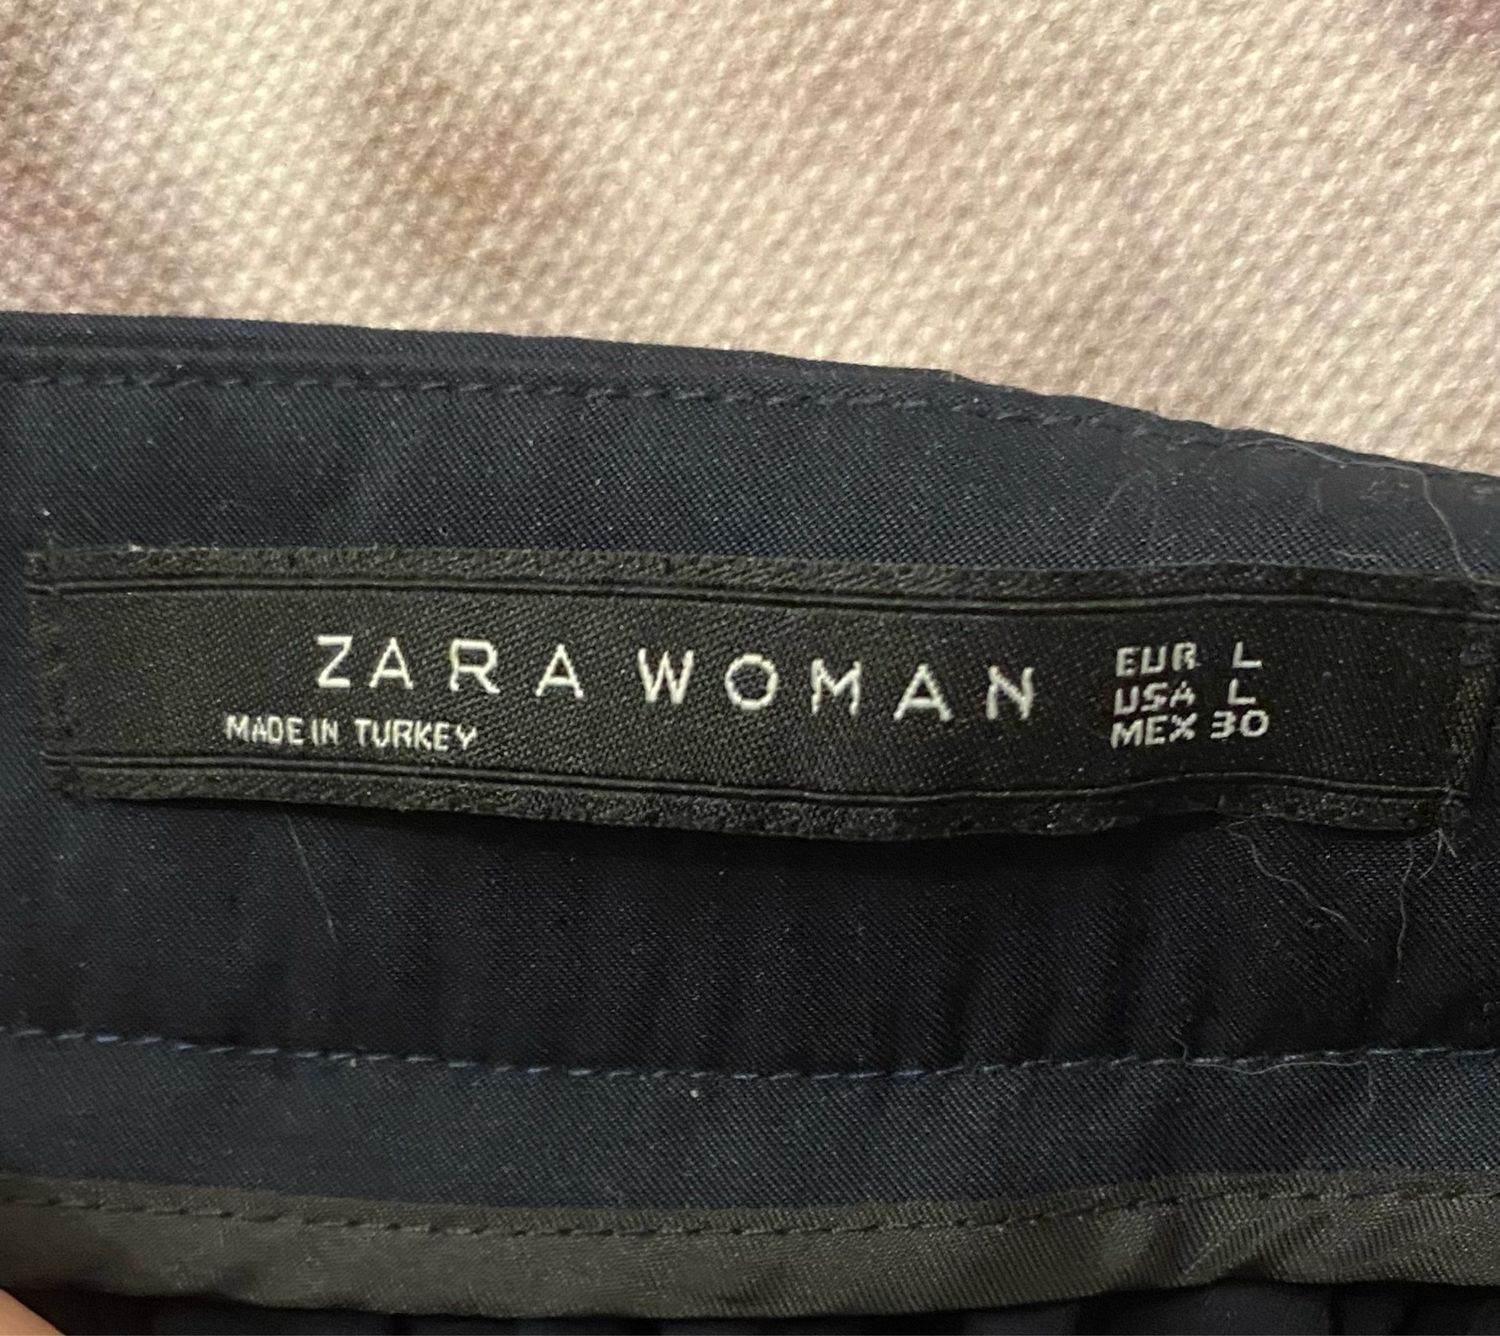 ZARA WOMAN
MADE IN TURKEY
EUR L
USA L
MEX 30